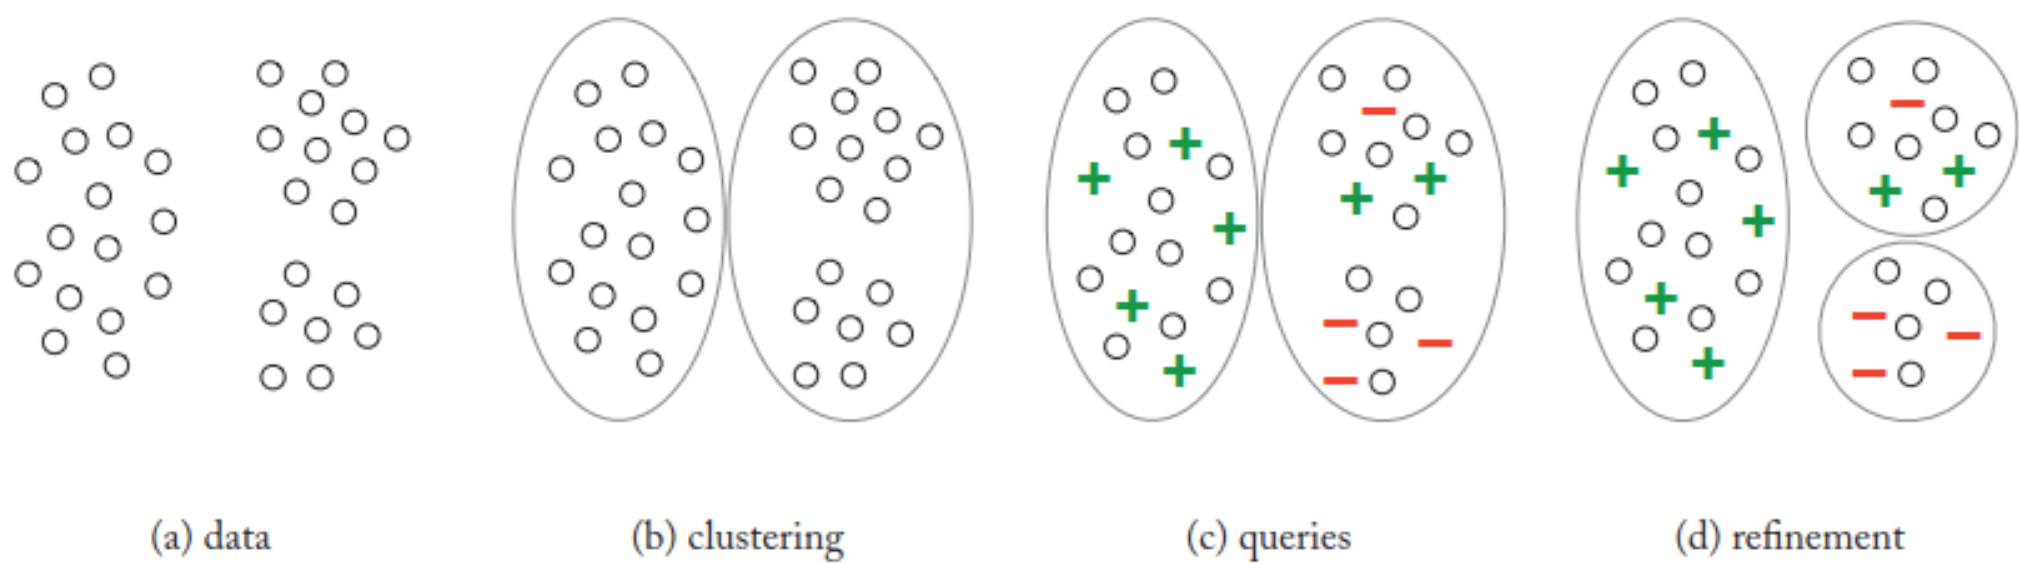 (a) data
(b) clustering
(c) queries
(d) refinement